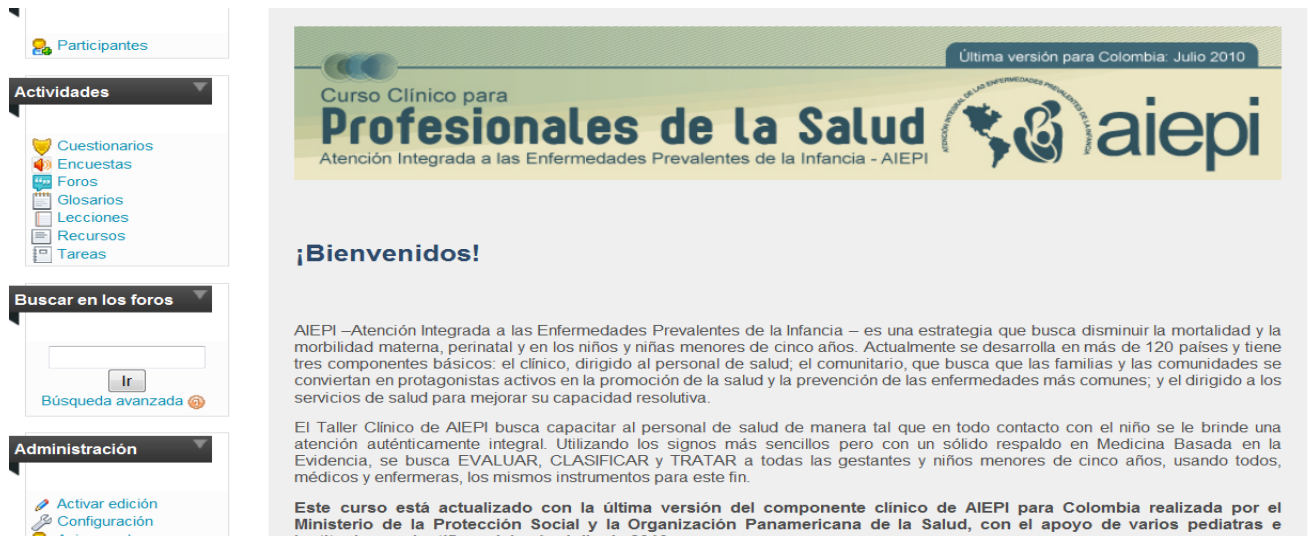 Participantes
Actividades
Cuestionarios
Encuestas
Foros
Glosarios
Lecciones
Recursos
Tareas
Buscar en los foros
Ir
Búsqueda avanzada
Administración
Activar edición
Configuración
Última versión para Colombia: Julio 2010
Curso Clínico para
Profesionales de la Salud
Atención Integrada a las Enfermedades Prevalentes de la Infancia - AIEPI
ATENCIÓN INTEGRAL DE LAS ENFERMEDADES PREVALENTES DE LA INFANCIA
aiepi
¡Bienvenidos!
AIEPI –Atención Integrada a las Enfermedades Prevalentes de la Infancia – es una estrategia que busca disminuir la mortalidad y la
morbilidad materna, perinatal y en los niños y niñas menores de cinco años. Actualmente se desarrolla en más de 120 países y tiene
tres componentes básicos: el clínico, dirigido al personal de salud; el comunitario, que busca que las familias y las comunidades se
conviertan en protagonistas activos en la promoción de la salud y la prevención de las enfermedades más comunes; y el dirigido a los
servicios de salud para mejorar su capacidad resolutiva.
El Taller Clínico de AIEPI busca capacitar al personal de salud de manera tal que en todo contacto con el niño se le brinde una
atención auténticamente integral. Utilizando los signos más sencillos pero con un sólido respaldo en Medicina Basada en la
Evidencia, se busca EVALUAR, CLASIFICAR y TRATAR a todas las gestantes y niños menores de cinco años, usando todos,
médicos y enfermeras, los mismos instrumentos para este fin.
Este curso está actualizado con la última versión del componente clínico de AIEPI para Colombia realizada por el
Ministerio de la Protección Social y la Organización Panamericana de la Salud, con el apoyo de varios pediatras e